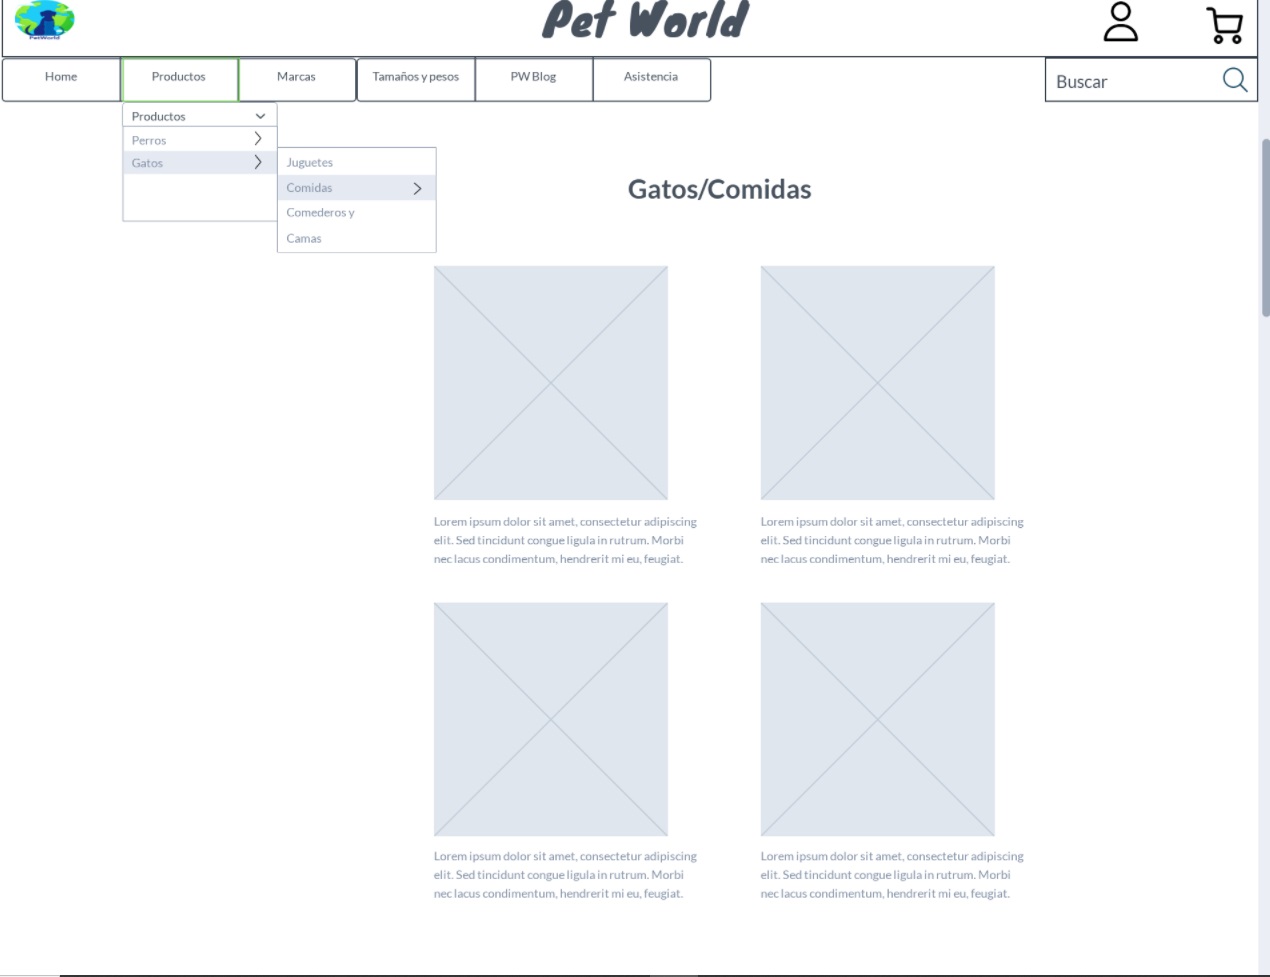 PetWorld
Pet World
Home
Productos
Marcas
Tamaños y pesos
PW Blog
Asistencia
Buscar
Productos
Perros
Gatos
Juguetes
Comidas
Comederos y
Camas
Gatos/Comidas
Lorem ipsum dolor sit amet, consectetur adipiscing
elit. Sed tincidunt congue ligula in rutrum. Morbi
nec lacus condimentum, hendrerit mi eu, feugiat.
Lorem ipsum dolor sit amet, consectetur adipiscing
elit. Sed tincidunt congue ligula in rutrum. Morbi
nec lacus condimentum, hendrerit mi eu, feugiat.
Lorem ipsum dolor sit amet, consectetur adipiscing
elit. Sed tincidunt congue ligula in rutrum. Morbi
nec lacus condimentum, hendrerit mi eu, feugiat.
Lorem ipsum dolor sit amet, consectetur adipiscing
elit. Sed tincidunt congue ligula in rutrum. Morbi
nec lacus condimentum, hendrerit mi eu, feugiat.